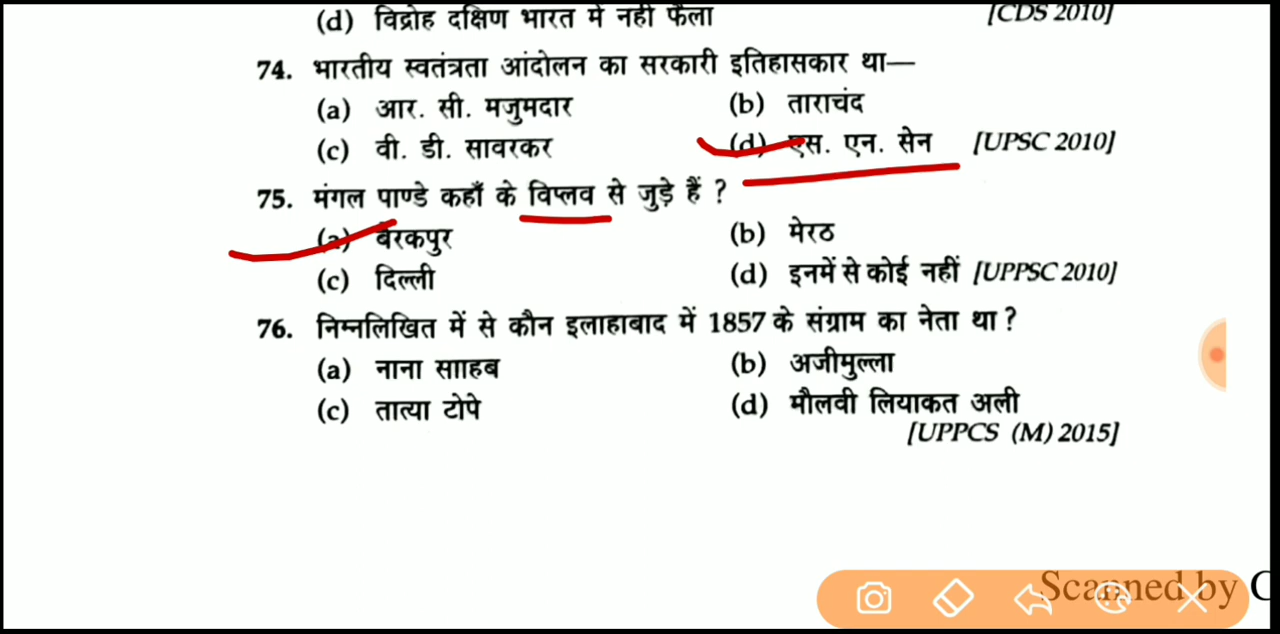 (d) विद्रोह दक्षिण भारत में नहीं फैला [CDS 2010]
74. भारतीय स्वतंत्रता आंदोलन का सरकारी इतिहासकार था—
(a) आर. सी. मजुमदार (b) ताराचंद
(c) वी. डी. सावरकर (d) एस. एन. सेन [UPSC 2010]
75. मंगल पाण्डे कहाँ के विप्लव से जुड़े हैं ?
(a) बैरकपुर (b) मेरठ
(c) दिल्ली (d) इनमें से कोई नहीं [UPPSC 2010]
76. निम्नलिखित में से कौन इलाहाबाद में 1857 के संग्राम का नेता था ?
(a) नाना सााहब (b) अजीमुल्ला
(c) तात्या टोपे (d) मौलवी लियाकत अली
[UPPCS (M) 2015]
Scanned by C